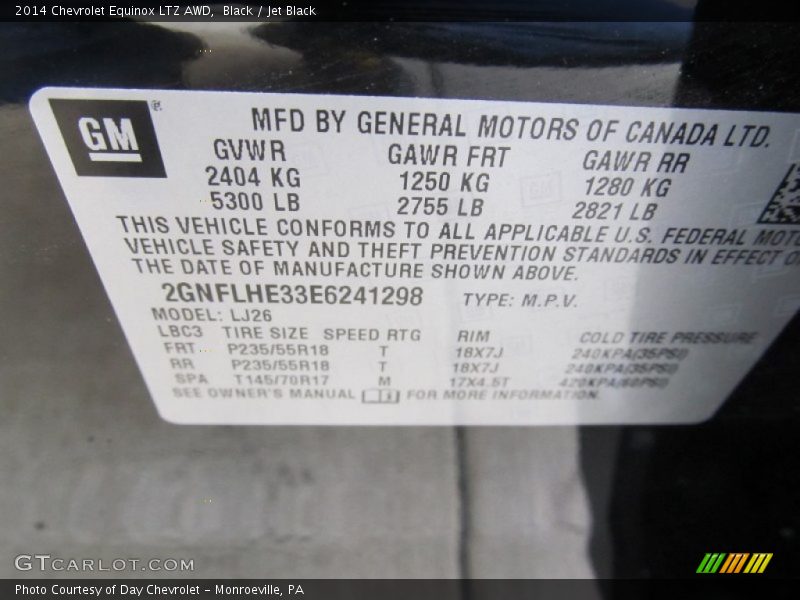 2014 Chevrolet Equinox LTZ AWD, Black / Jet Black
GM
MFD BY GENERAL MOTORS OF CANADA LTD.
GVWR GAWR FRT GAWR RR
2404 KG 1250 KG 1280 KG
5300 LB 2755 LB 2821 LB
THIS VEHICLE CONFORMS TO ALL APPLICABLE U.S. FEDERAL
VEHICLE SAFETY AND THEFT PREVENTION STANDARDS IN EFFECT
THE DATE OF MANUFACTURE SHOWN ABOVE.
2GNFLHE33E6241298 TYPE: M.P.V.
MODEL: LJ26
LBC3 TIRE SIZE SPEED RTG RIM COLD TIRE PRESSURE
FRT P235/55R18 T 18X7J 240KPA(35PSI)
RR P235/55R18 T 18X7J 240KPA(35PSI)
SPA T145/70R17 M 17X4.5T 420KPA(60PSI)
SEE OWNER'S MANUAL FOR MORE INFORMATION.
GTCARLOT.COM
Photo Courtesy of Day Chevrolet – Monroeville, PA